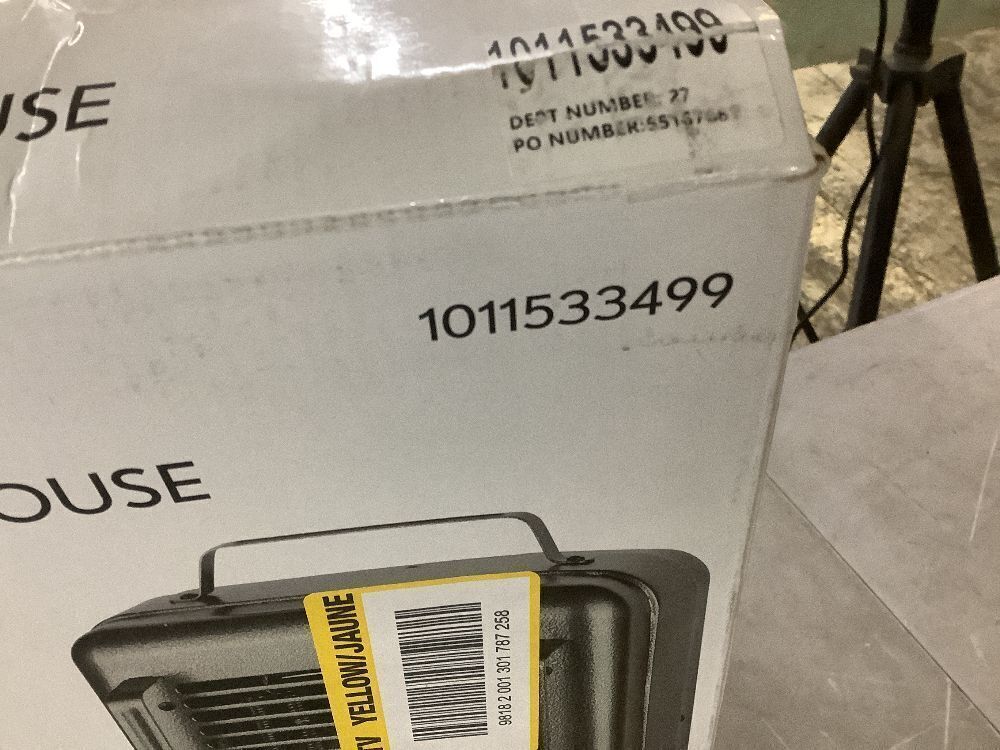 USE
1011533499
DEPT NUMBER: 27
PO NUMBER:
1011533499
OUSE
YELLOW/JAUNE
9818 2 001 301 787 258